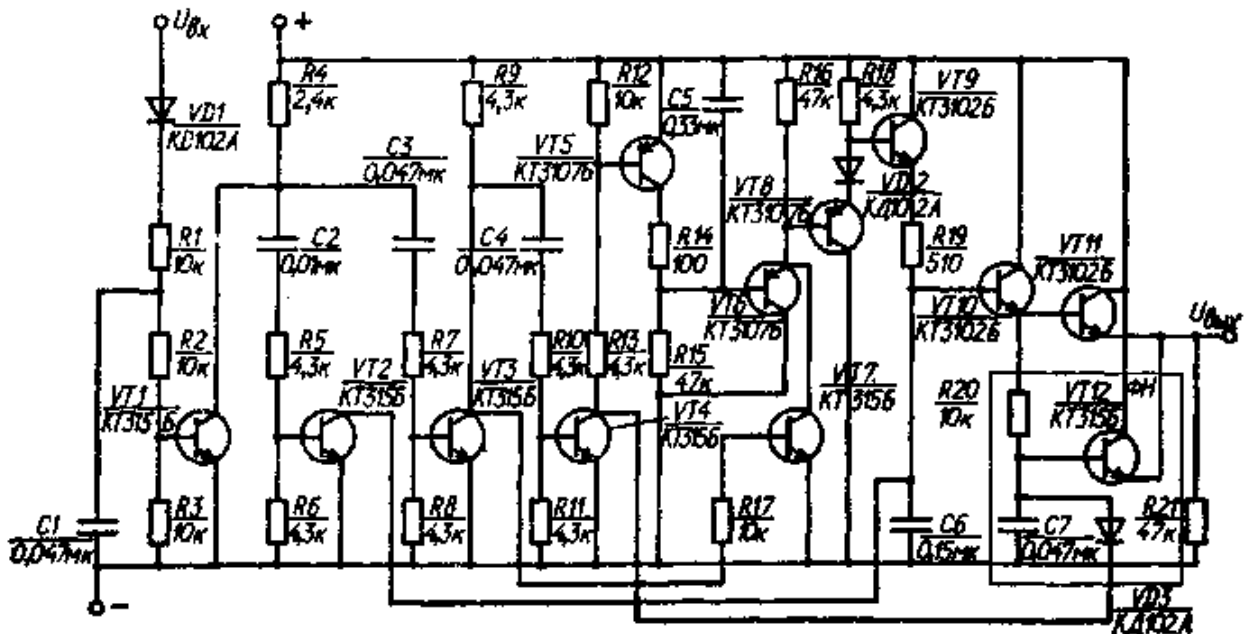 Uвх
+
R4
2,4к
R9
4,3к
R12
10к
C5
0,33мк
R16
47к
R18
4,3к
VT9
КТ3102Б
VD1
КД102А
C3
0,047мк
VT5
КТ3107Б
VT8
КТ3107Б
VD2
КД102А
R1
10к
C2
0,01мк
C4
0,047мк
R14
100
R19
510
VT11
КТ3102Б
VT6
КТ3107Б
VT10
КТ3102Б
Uвых
R2
10к
R5
4,3к
VT2
КТ315Б
R7
4,3к
VT3
КТ315Б
R10
4,3к
R13
4,3к
R15
47к
VT7
КТ315Б
R20
10к
VT12
КТ315Б
ФН
VT1
КТ315Б
VT4
КТ315Б
C1
0,047мк
R3
10к
R6
4,3к
R8
4,3к
R11
4,3к
R17
10к
C6
0,15мк
C7
0,047мк
R21
47к
-
VD3
КД102А